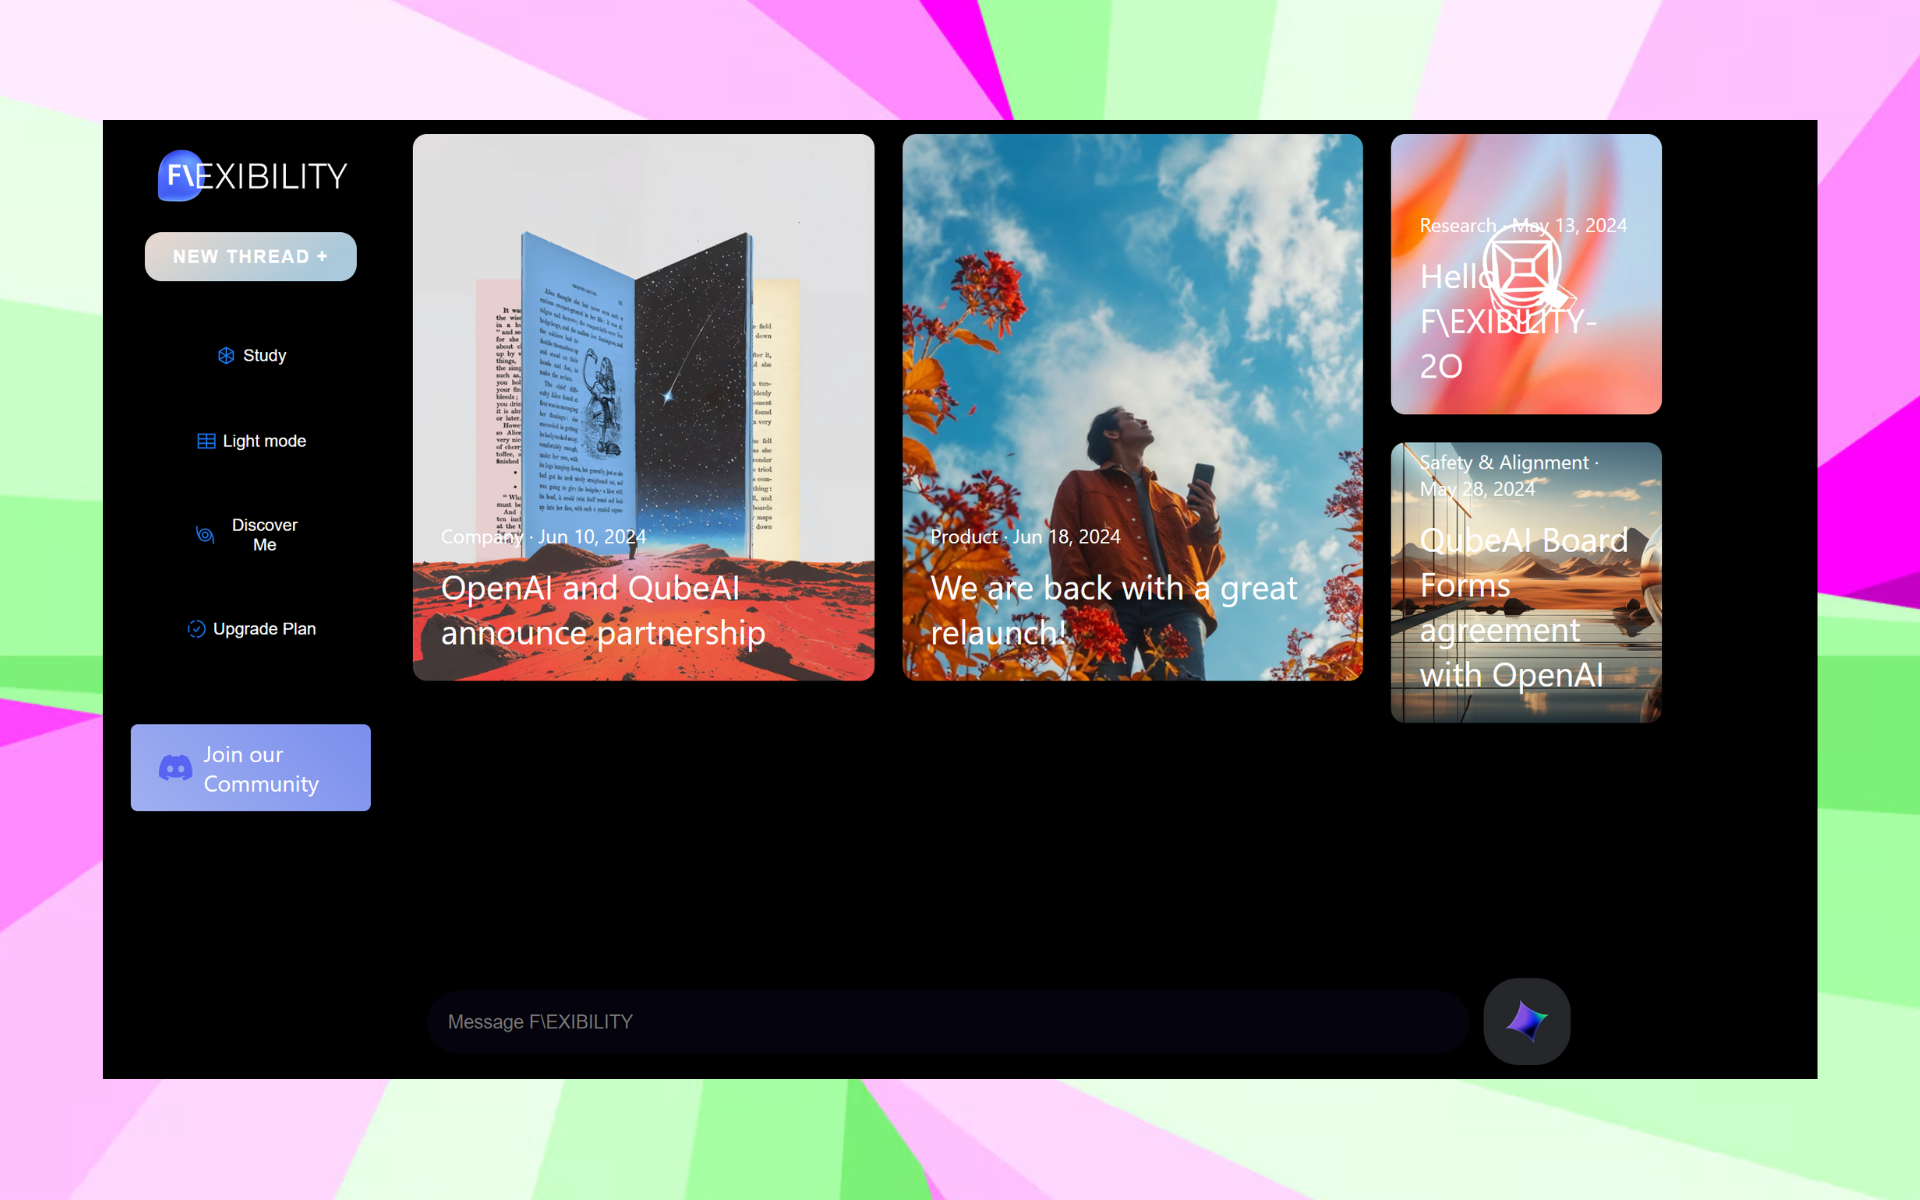 F\EXIBILITY
NEW THREAD +
Study
Light mode
Discover
Me
Upgrade Plan
Join our
Community
Company · Jun 10, 2024
OpenAI and QubeAI
announce partnership
Product · Jun 18, 2024
We are back with a great
relaunch!
Research · May 13, 2024
Hello
F\EXIBILITY-
2O
Safety & Alignment ·
May 28, 2024
QubeAI Board
Forms
agreement
with OpenAI
Message F\EXIBILITY